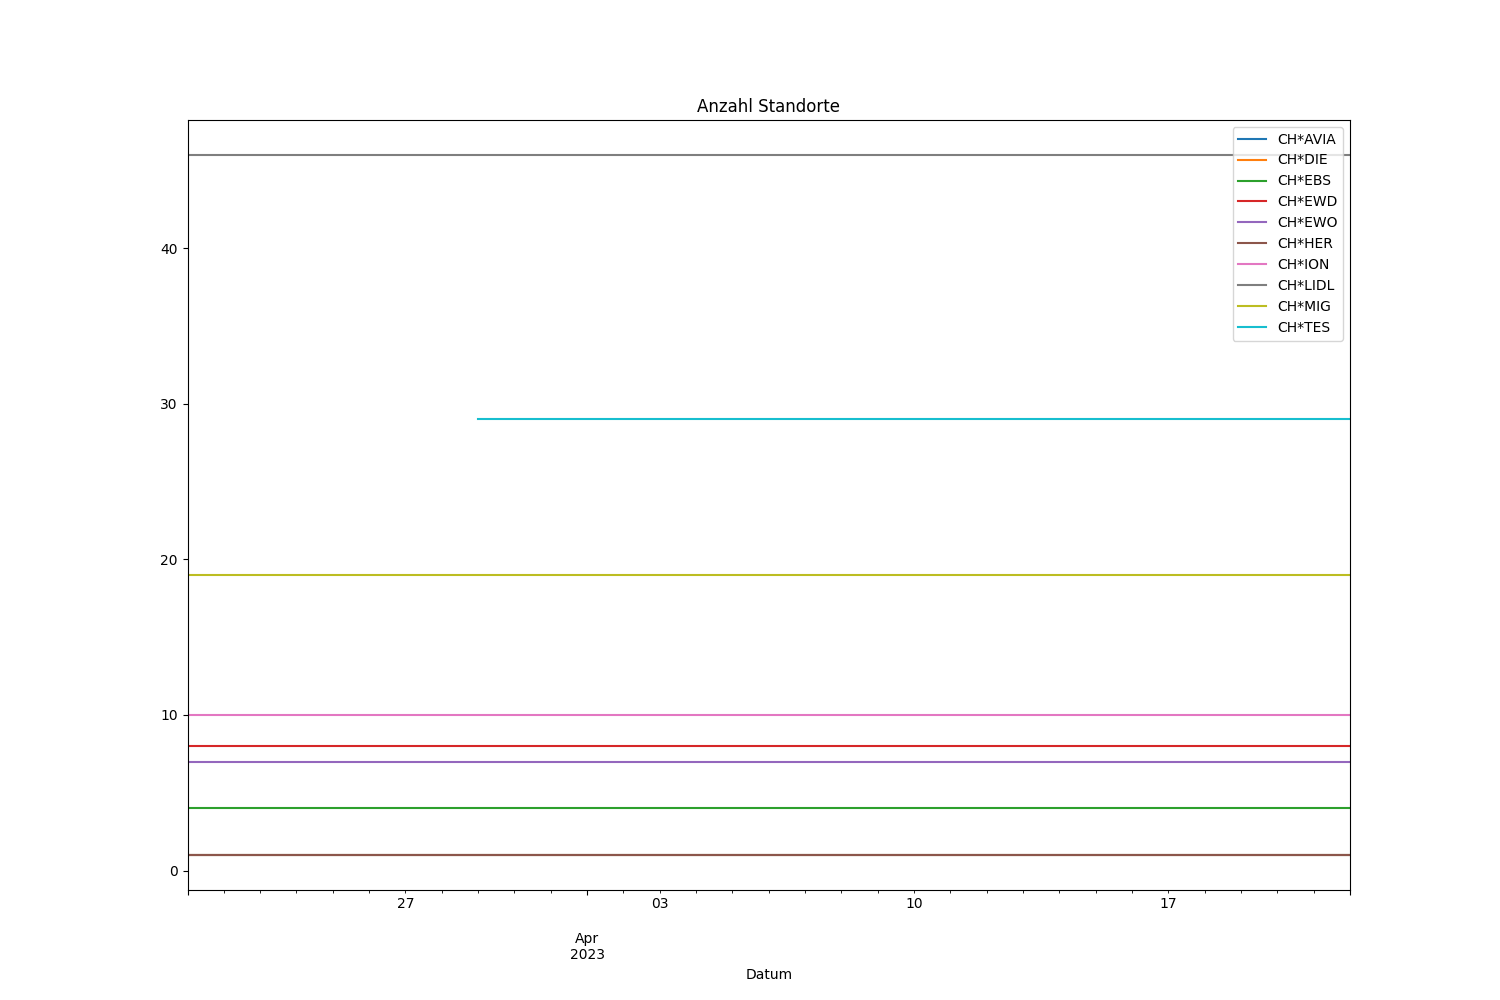 Anzahl Standorte
CH*AVIA
CH*DIE
CH*EBS
CH*EWD
CH*EWO
CH*HER
CH*ION
CH*LIDL
CH*MIG
CH*TES
40
30
20
10
0
27
03
10
17
Apr
2023
Datum